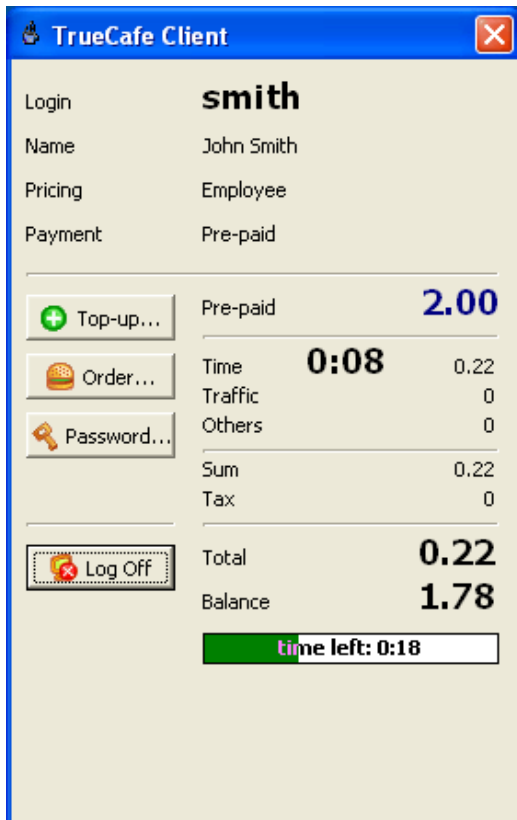 TrueCafe Client
Login smith
Name John Smith
Pricing Employee
Payment Pre-paid
Top-up... Pre-paid 2.00
Order... Time 0:08 0.22
Traffic 0
Password... Others 0
Sum 0.22
Tax 0
Log Off Total 0.22
Balance 1.78
time left: 0:18